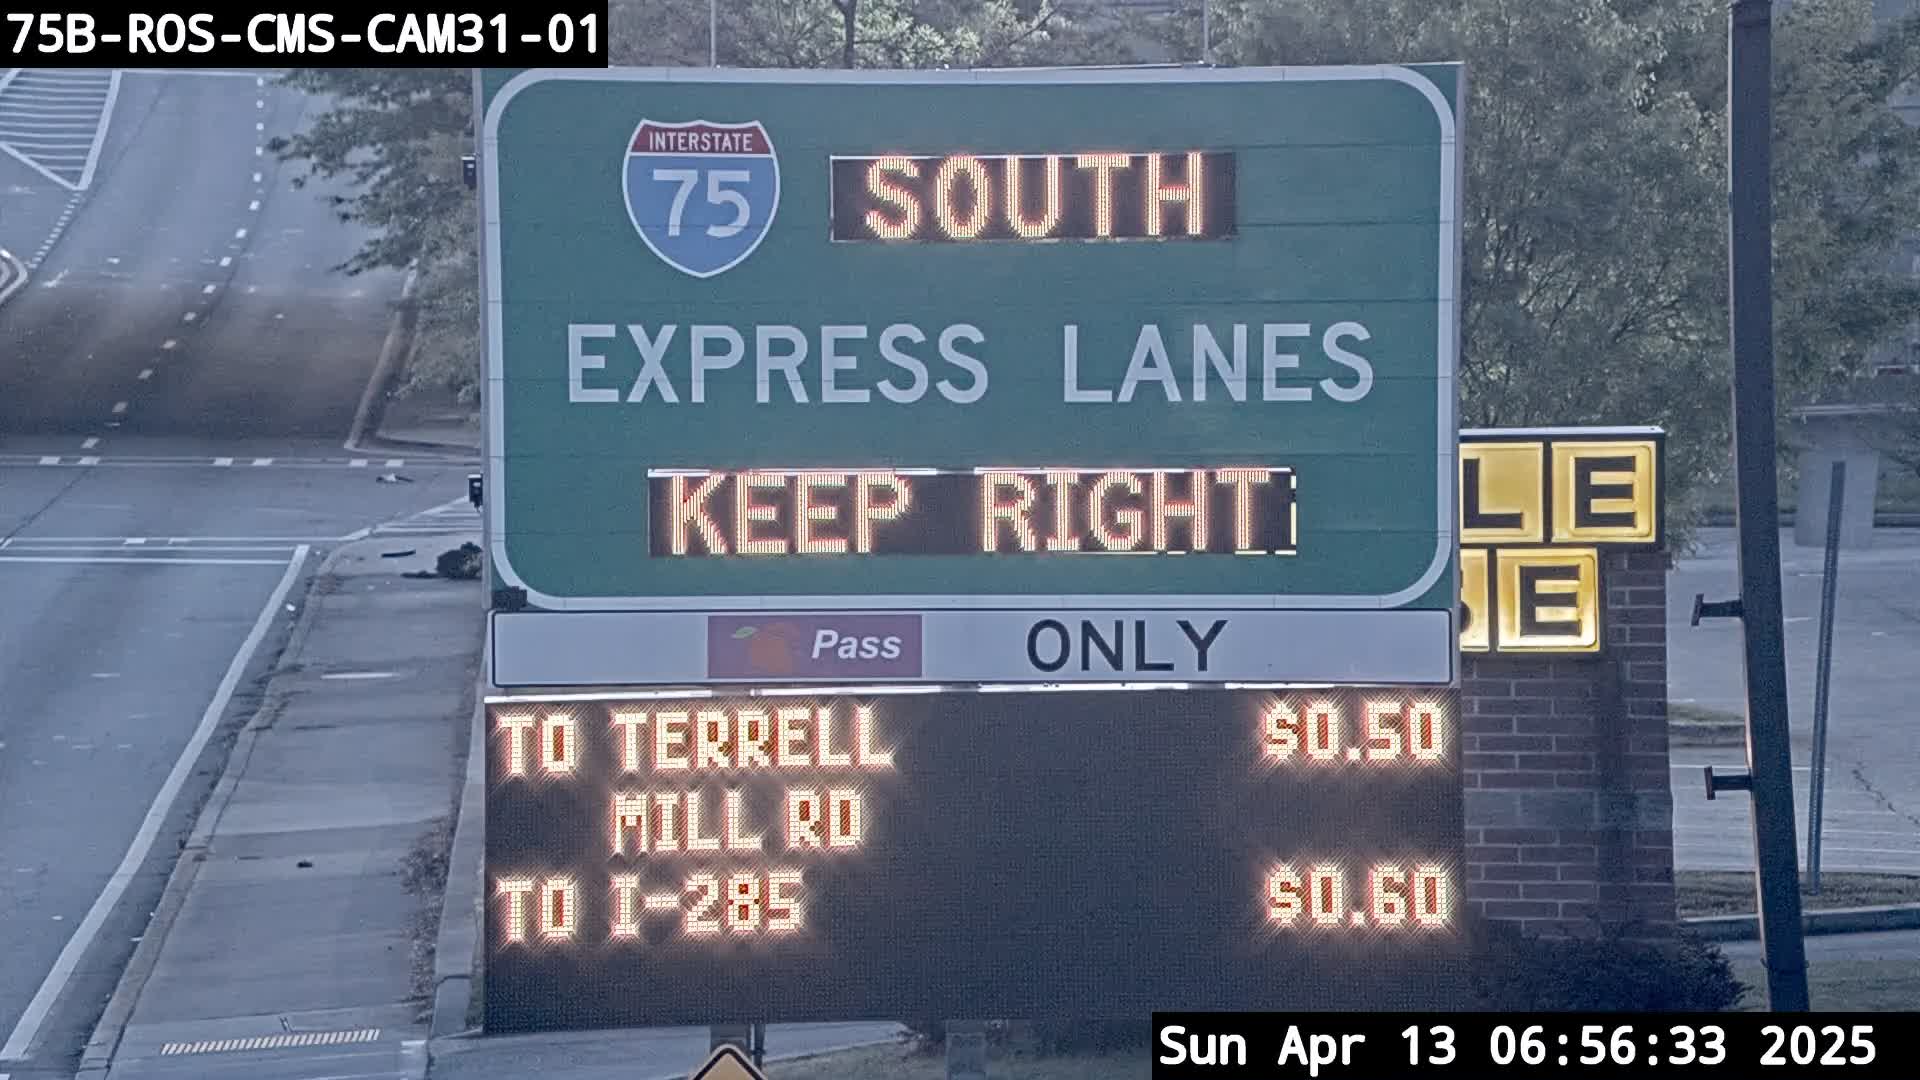 75B-ROS-CMS-CAM31-01
INTERSTATE
75
SOUTH
EXPRESS LANES
KEEP RIGHT
Pass ONLY
TO TERRELL $0.50
MILL RD
TO I-285 $0.60
LE
E
Sun Apr 13 06:56:33 2025